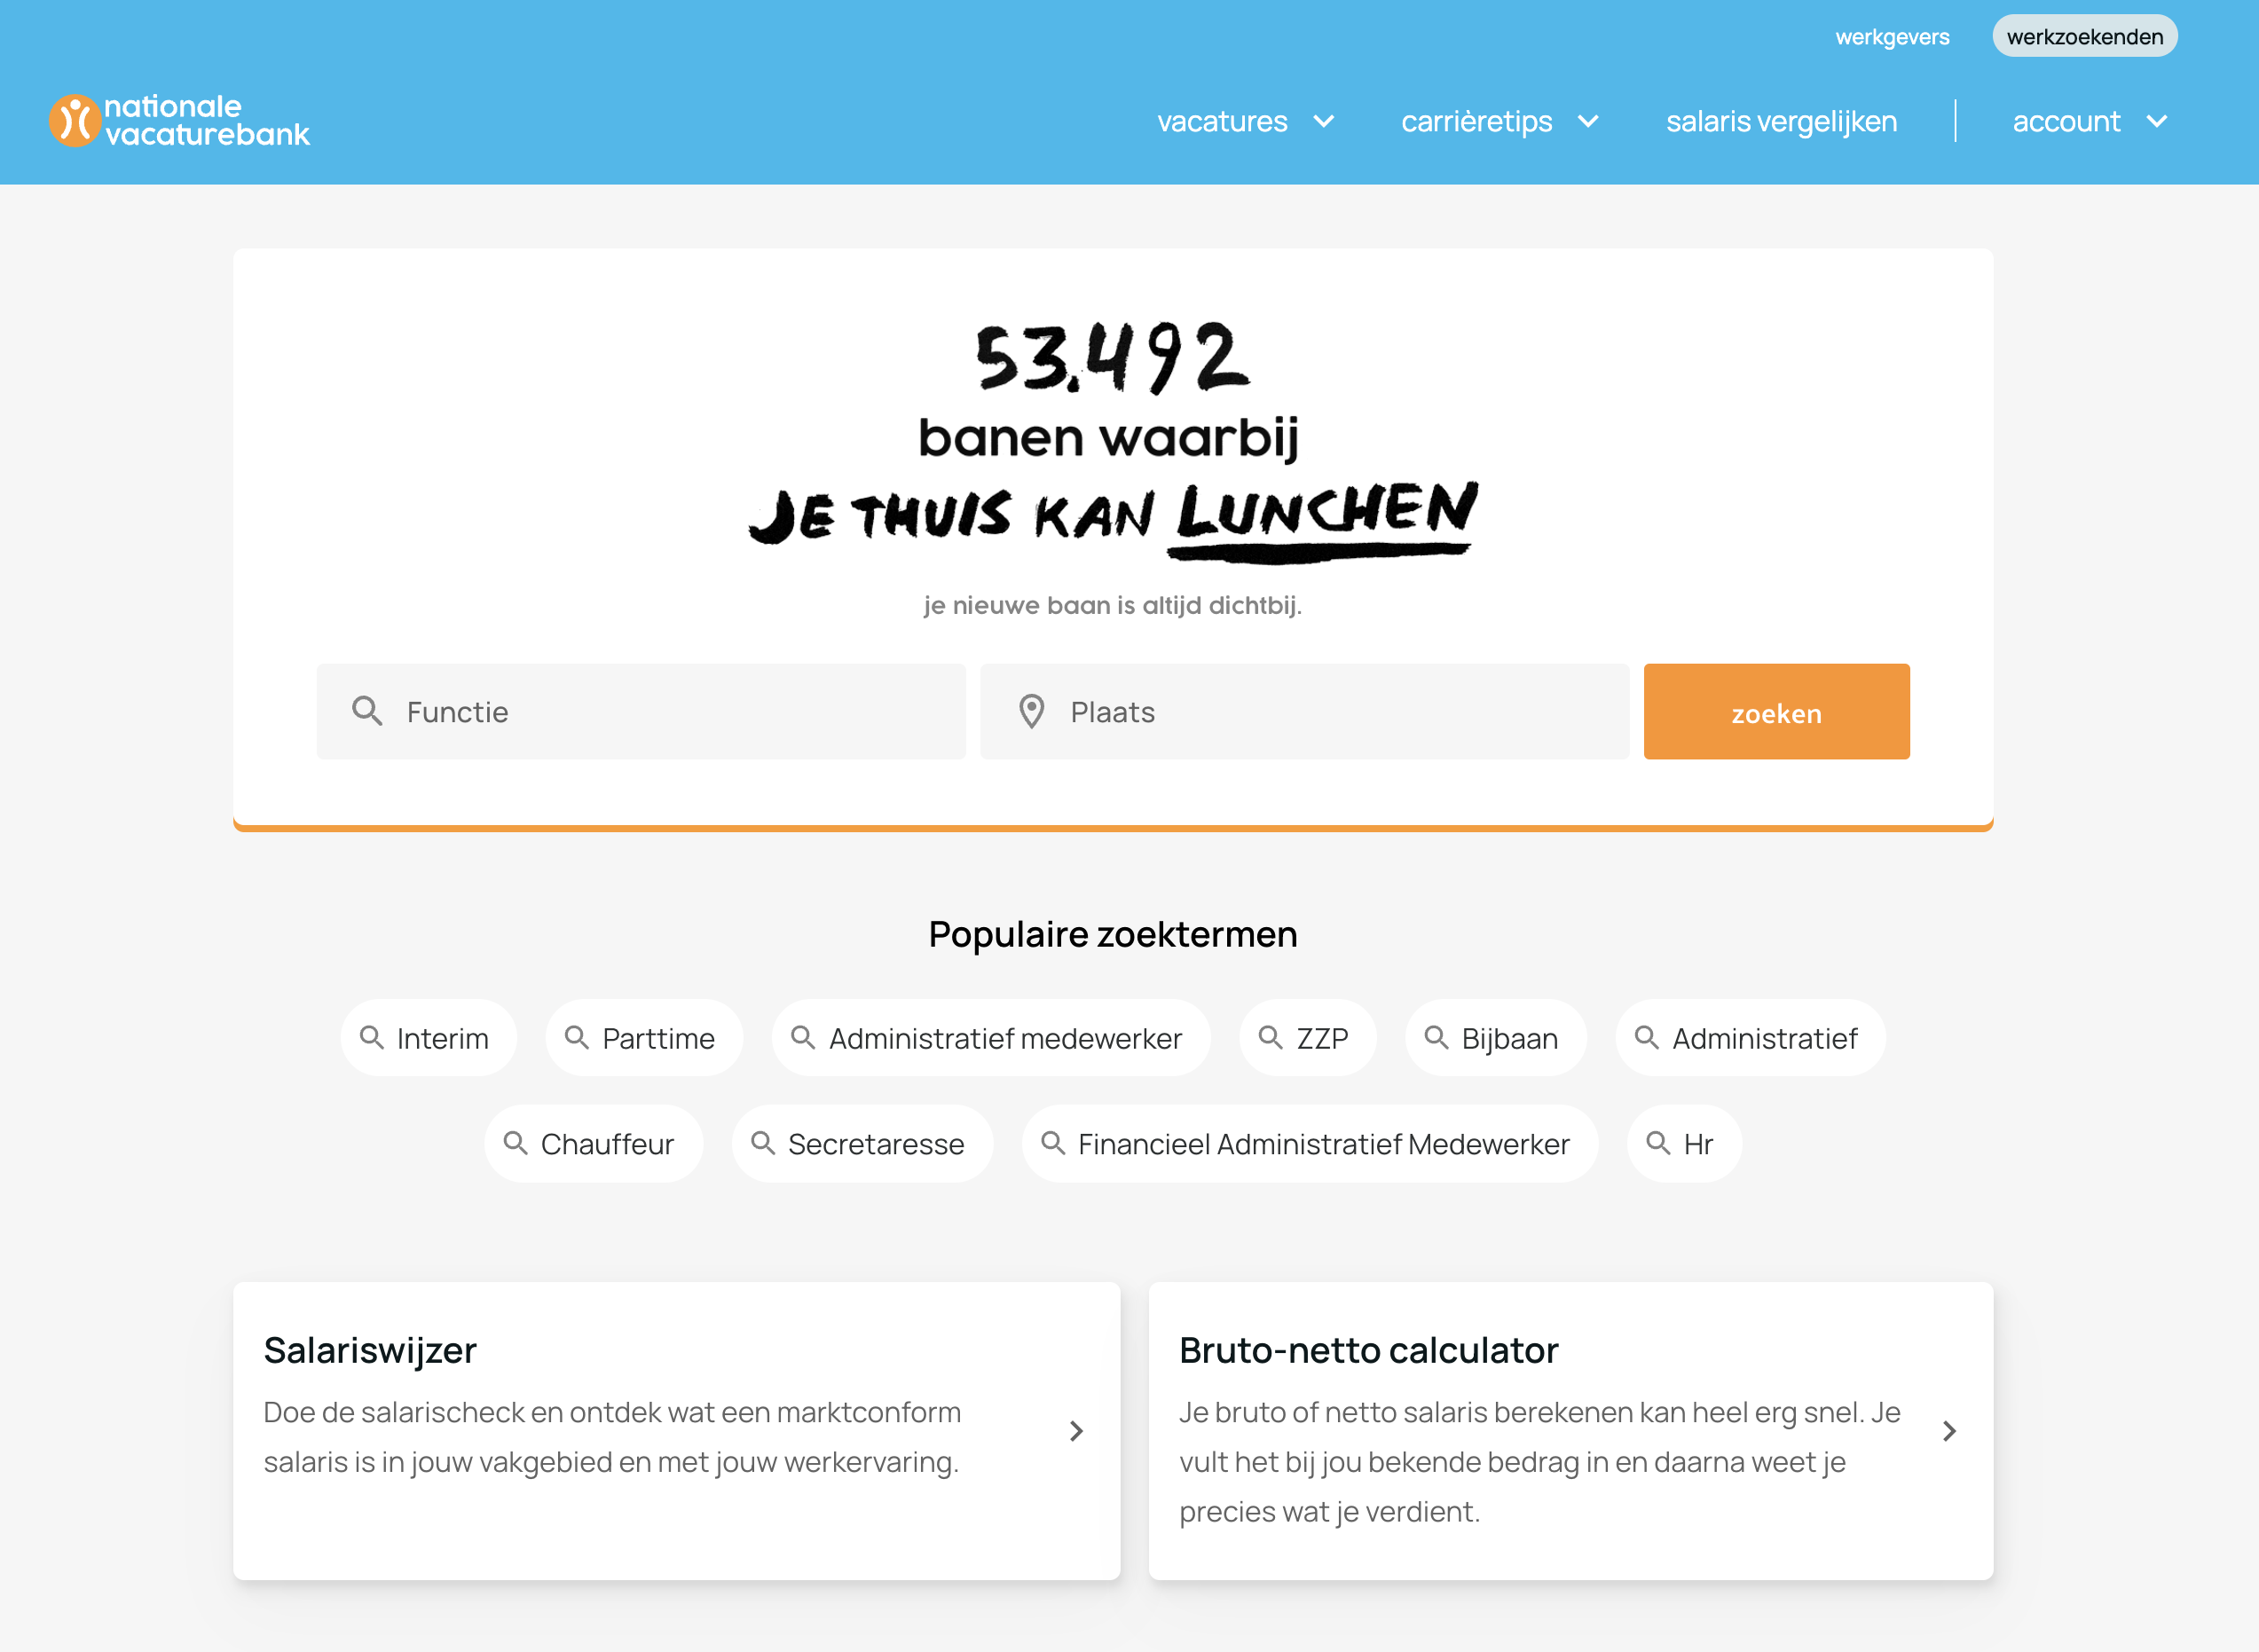 werkgevers werkzoekenden
nationale
vacaturebank
vacatures carrièretips salaris vergelijken account
53.492
banen waarbij
JE THUIS KAN LUNCHEN
je nieuwe baan is altijd dichtbij.
Functie Plaats zoeken
Populaire zoektermen
Interim Parttime Administratief medewerker ZZP Bijbaan Administratief
Chauffeur Secretaresse Financieel Administratief Medewerker Hr
Salariswijzer
Doe de salarischeck en ontdek wat een marktconform
salaris is in jouw vakgebied en met jouw werkervaring.
Bruto-netto calculator
Je bruto of netto salaris berekenen kan heel erg snel. Je
vult het bij jou bekende bedrag in en daarna weet je
precies wat je verdient.